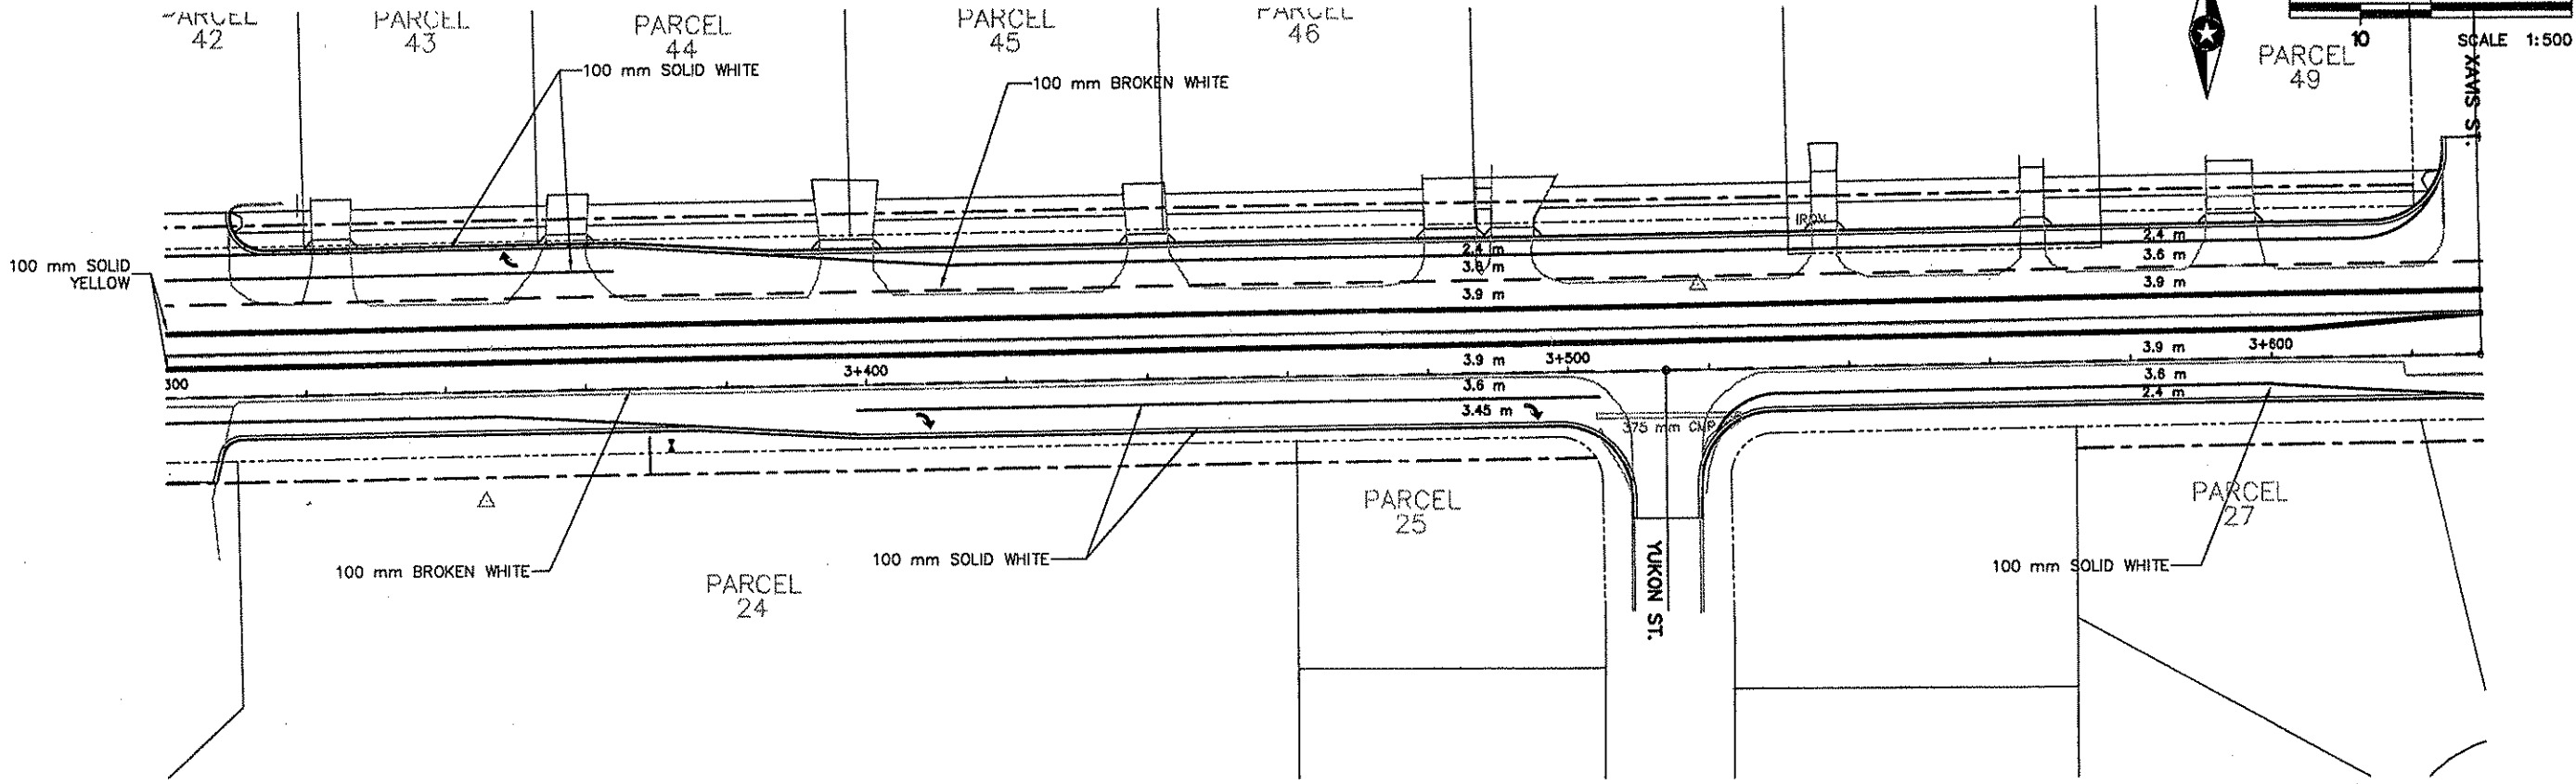 PARCEL
42
PARCEL
43
PARCEL
44
PARCEL
45
PARCEL
46
PARCEL
49
10
SCALE 1:500
XAVIS ST.
100 mm SOLID WHITE
100 mm BROKEN WHITE
IRON
100 mm SOLID
YELLOW
2.4 m
3.6 m
3.9 m
2.4 m
3.6 m
3.9 m
300
3+400
3+500
3+600
3.9 m
3.6 m
3.45 m
3.9 m
3.6 m
2.4 m
375 mm CMP
100 mm BROKEN WHITE
100 mm SOLID WHITE
100 mm SOLID WHITE
PARCEL
24
PARCEL
25
PARCEL
27
YUKON ST.